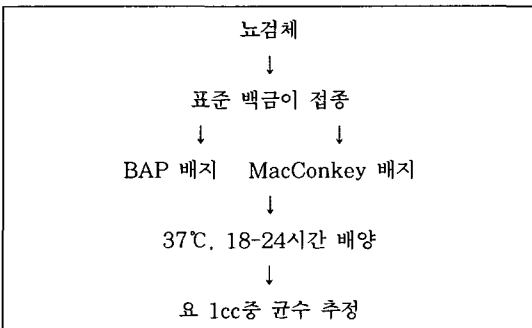 뇨검체
↓
표준 백금이 접종
↓ ↓
BAP 배지 MacConkey 배지
↓
37℃, 18-24시간 배양
↓
요 1cc중 균수 추정